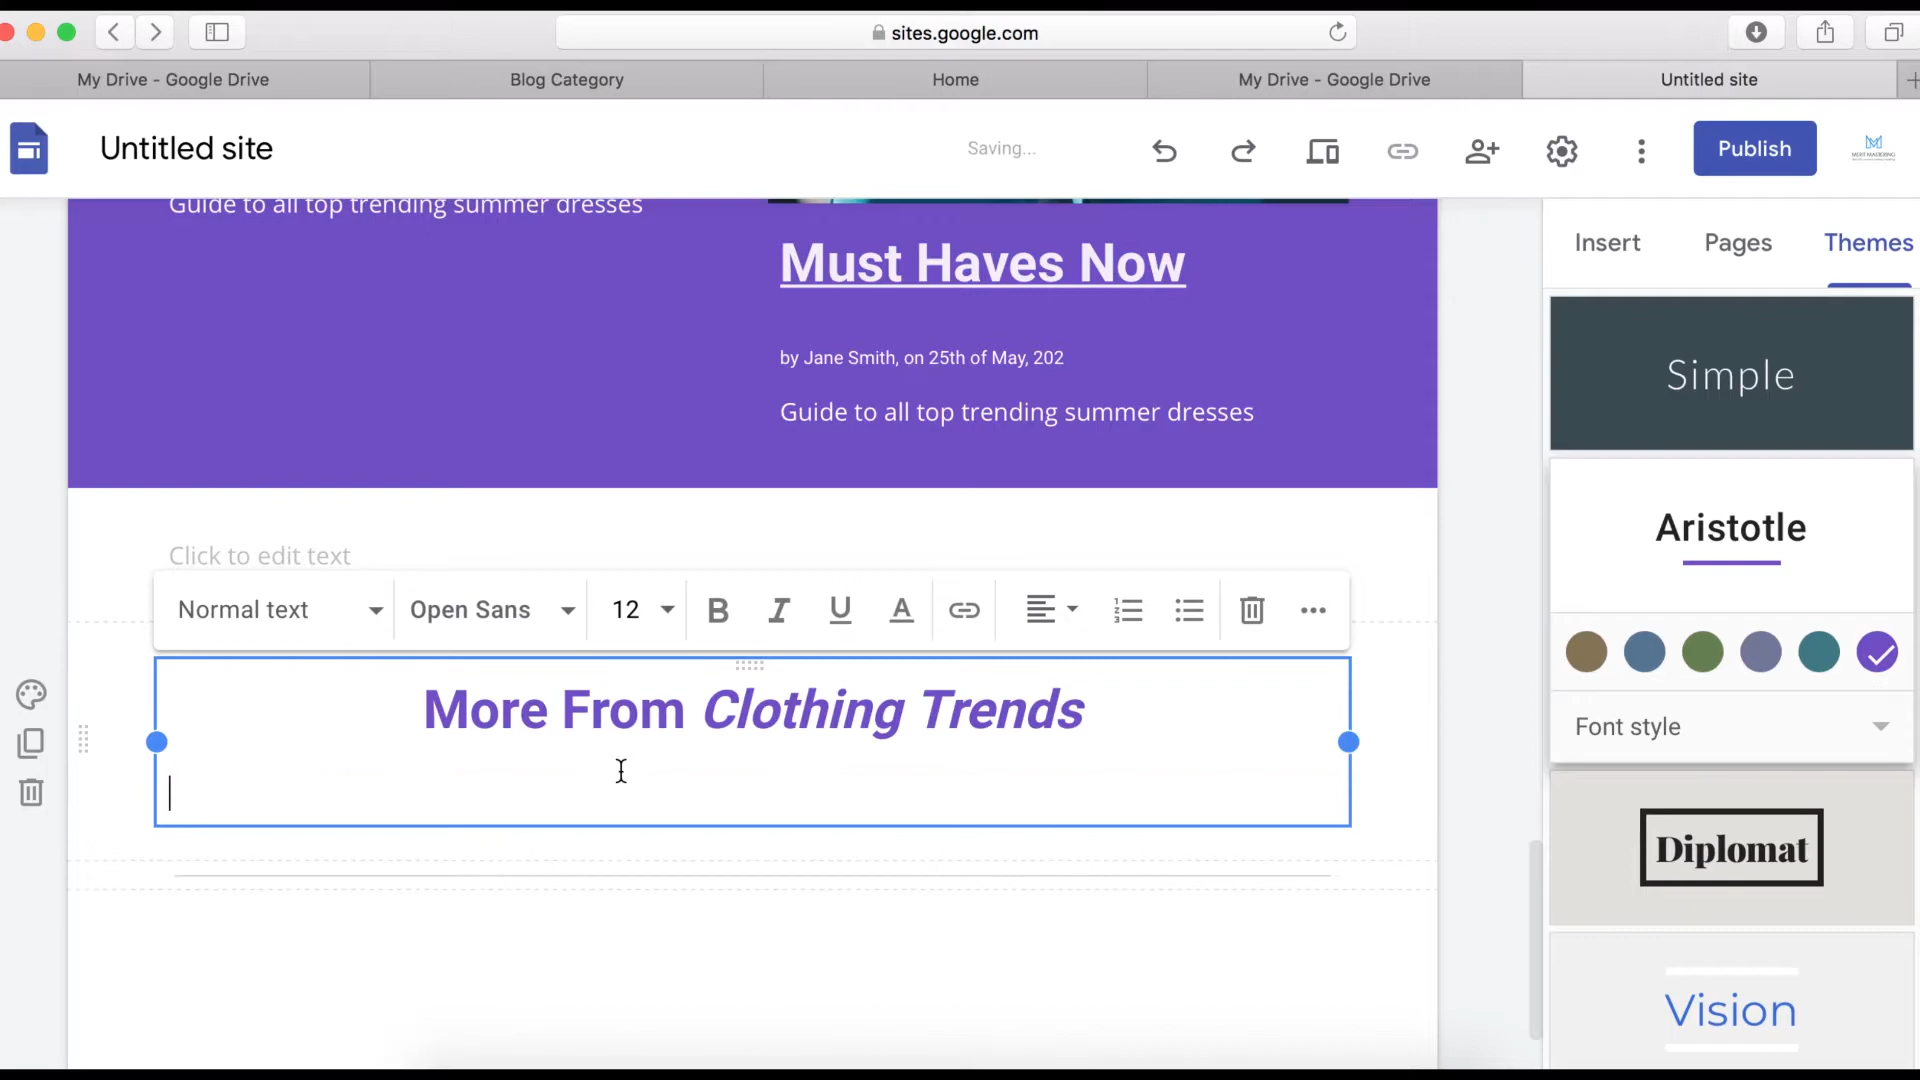 sites.google.com
My Drive - Google Drive
Blog Category
Home
My Drive - Google Drive
Untitled site
Untitled site
Saving...
Publish
Guide to all top trending summer dresses
Must Haves Now
by Jane Smith, on 25th of May, 202
Guide to all top trending summer dresses
Click to edit text
Normal text
Open Sans
12
B
I
U
A
More From Clothing Trends
Insert
Pages
Themes
Simple
Aristotle
Font style
Diplomat
Vision